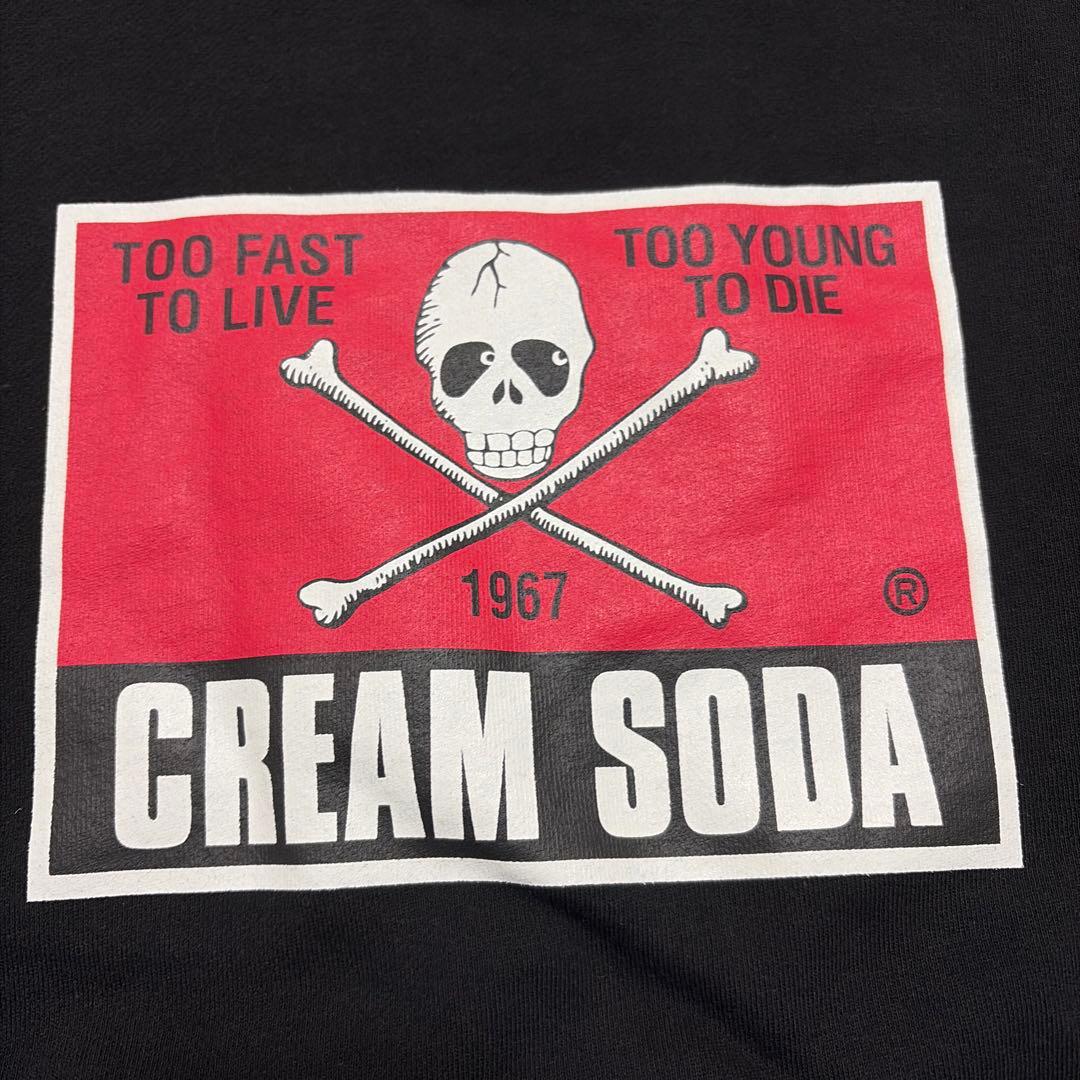 TOO FAST
TO LIVE
TOO YOUNG
TO DIE
1967
®
CREAM SODA